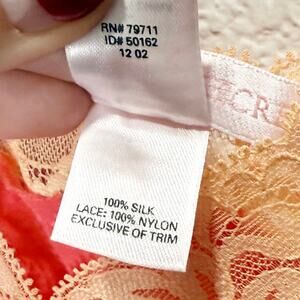 RN# 79711
ID# 50162
12 02
100% SILK
LACE: 100% NYLON
EXCLUSIVE OF TRIM